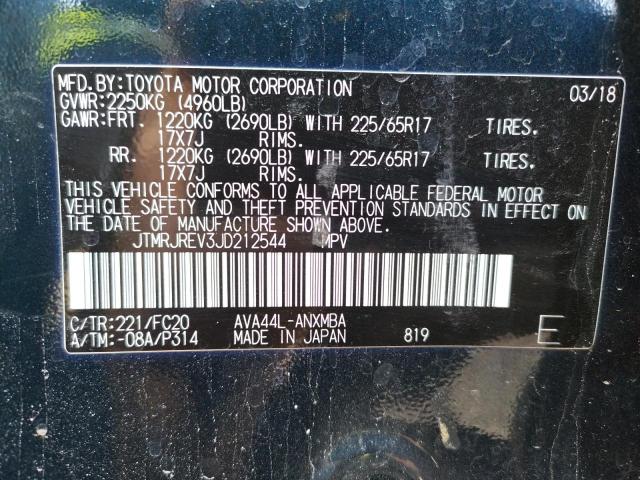 MFD.BY:TOYOTA MOTOR CORPORATION 03/18
GVWR:2250KG (4960LB)
GAWR:FRT. 1220KG (2690LB) WITH 225/65R17 TIRES.
17X7J RIMS.
RR. 1220KG (2690LB) WITH 225/65R17 TIRES.
17X7J RIMS.
THIS VEHICLE CONFORMS TO ALL APPLICABLE FEDERAL MOTOR
VEHICLE SAFETY AND THEFT PREVENTION STANDARDS IN EFFECT ON
THE DATE OF MANUFACTURE SHOWN ABOVE.
JTMRJREV3JD212544 MPV
C/TR:221/FC20 AVA44L-ANXMBA
A/TM:-08A/P314 MADE IN JAPAN 819 E